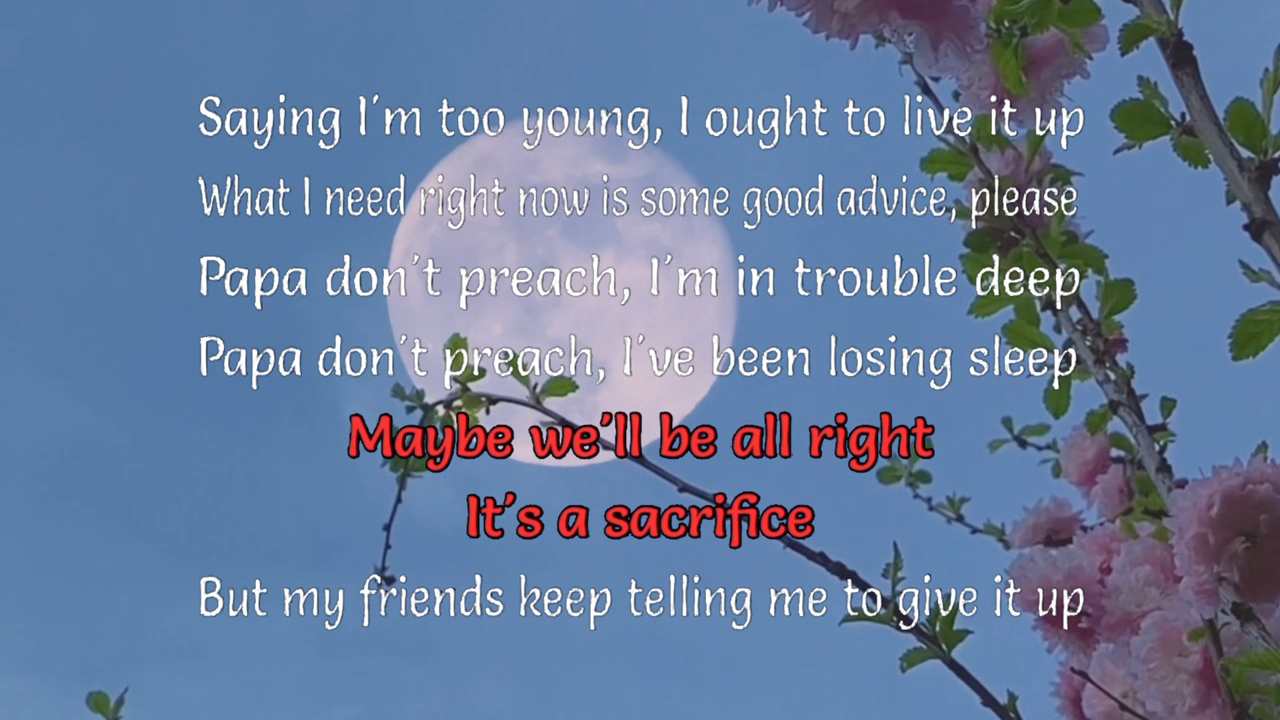 Saying I'm too young, I ought to live it up
What I need right now is some good advice, please
Papa don't preach, I'm in trouble deep
Papa don't preach, I've been losing sleep
Maybe we'll be all right
It's a sacrifice
But my friends keep telling me to give it up